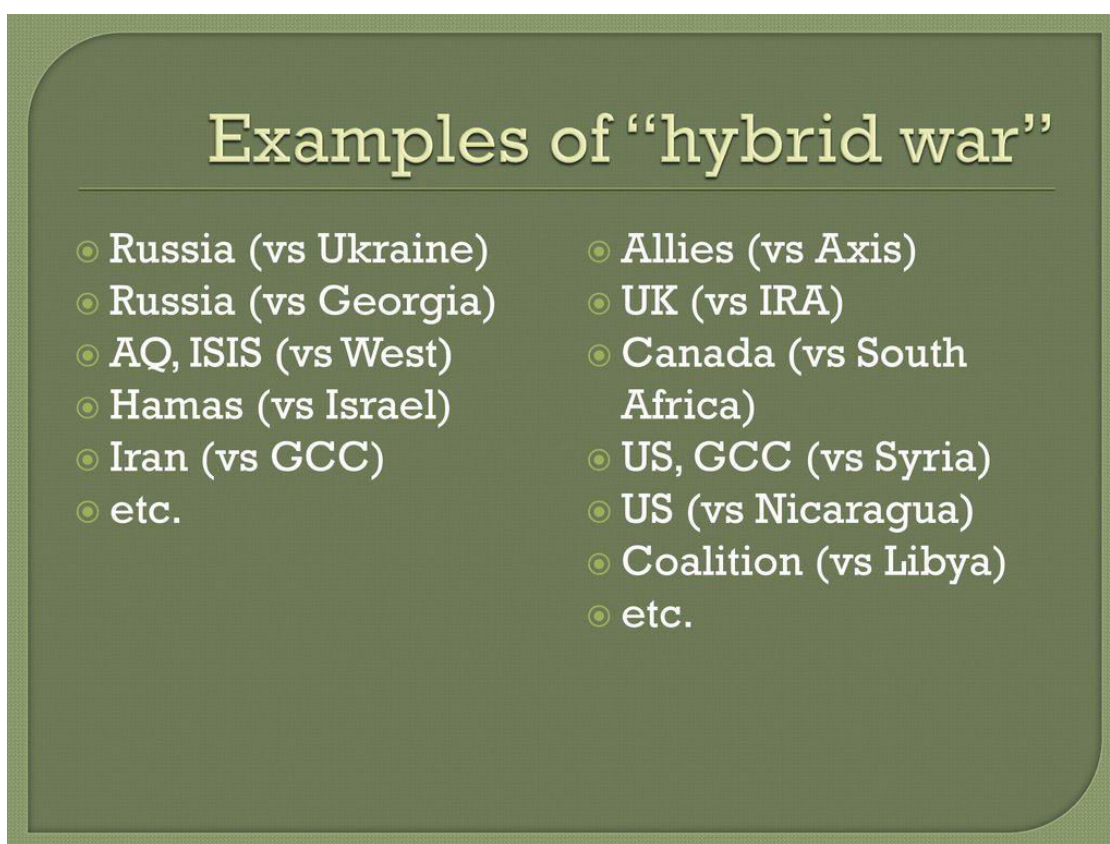 Examples of “hybrid war”
Russia (vs Ukraine)
Russia (vs Georgia)
AQ, ISIS (vs West)
Hamas (vs Israel)
Iran (vs GCC)
etc.
Allies (vs Axis)
UK (vs IRA)
Canada (vs South
Africa)
US, GCC (vs Syria)
US (vs Nicaragua)
Coalition (vs Libya)
etc.